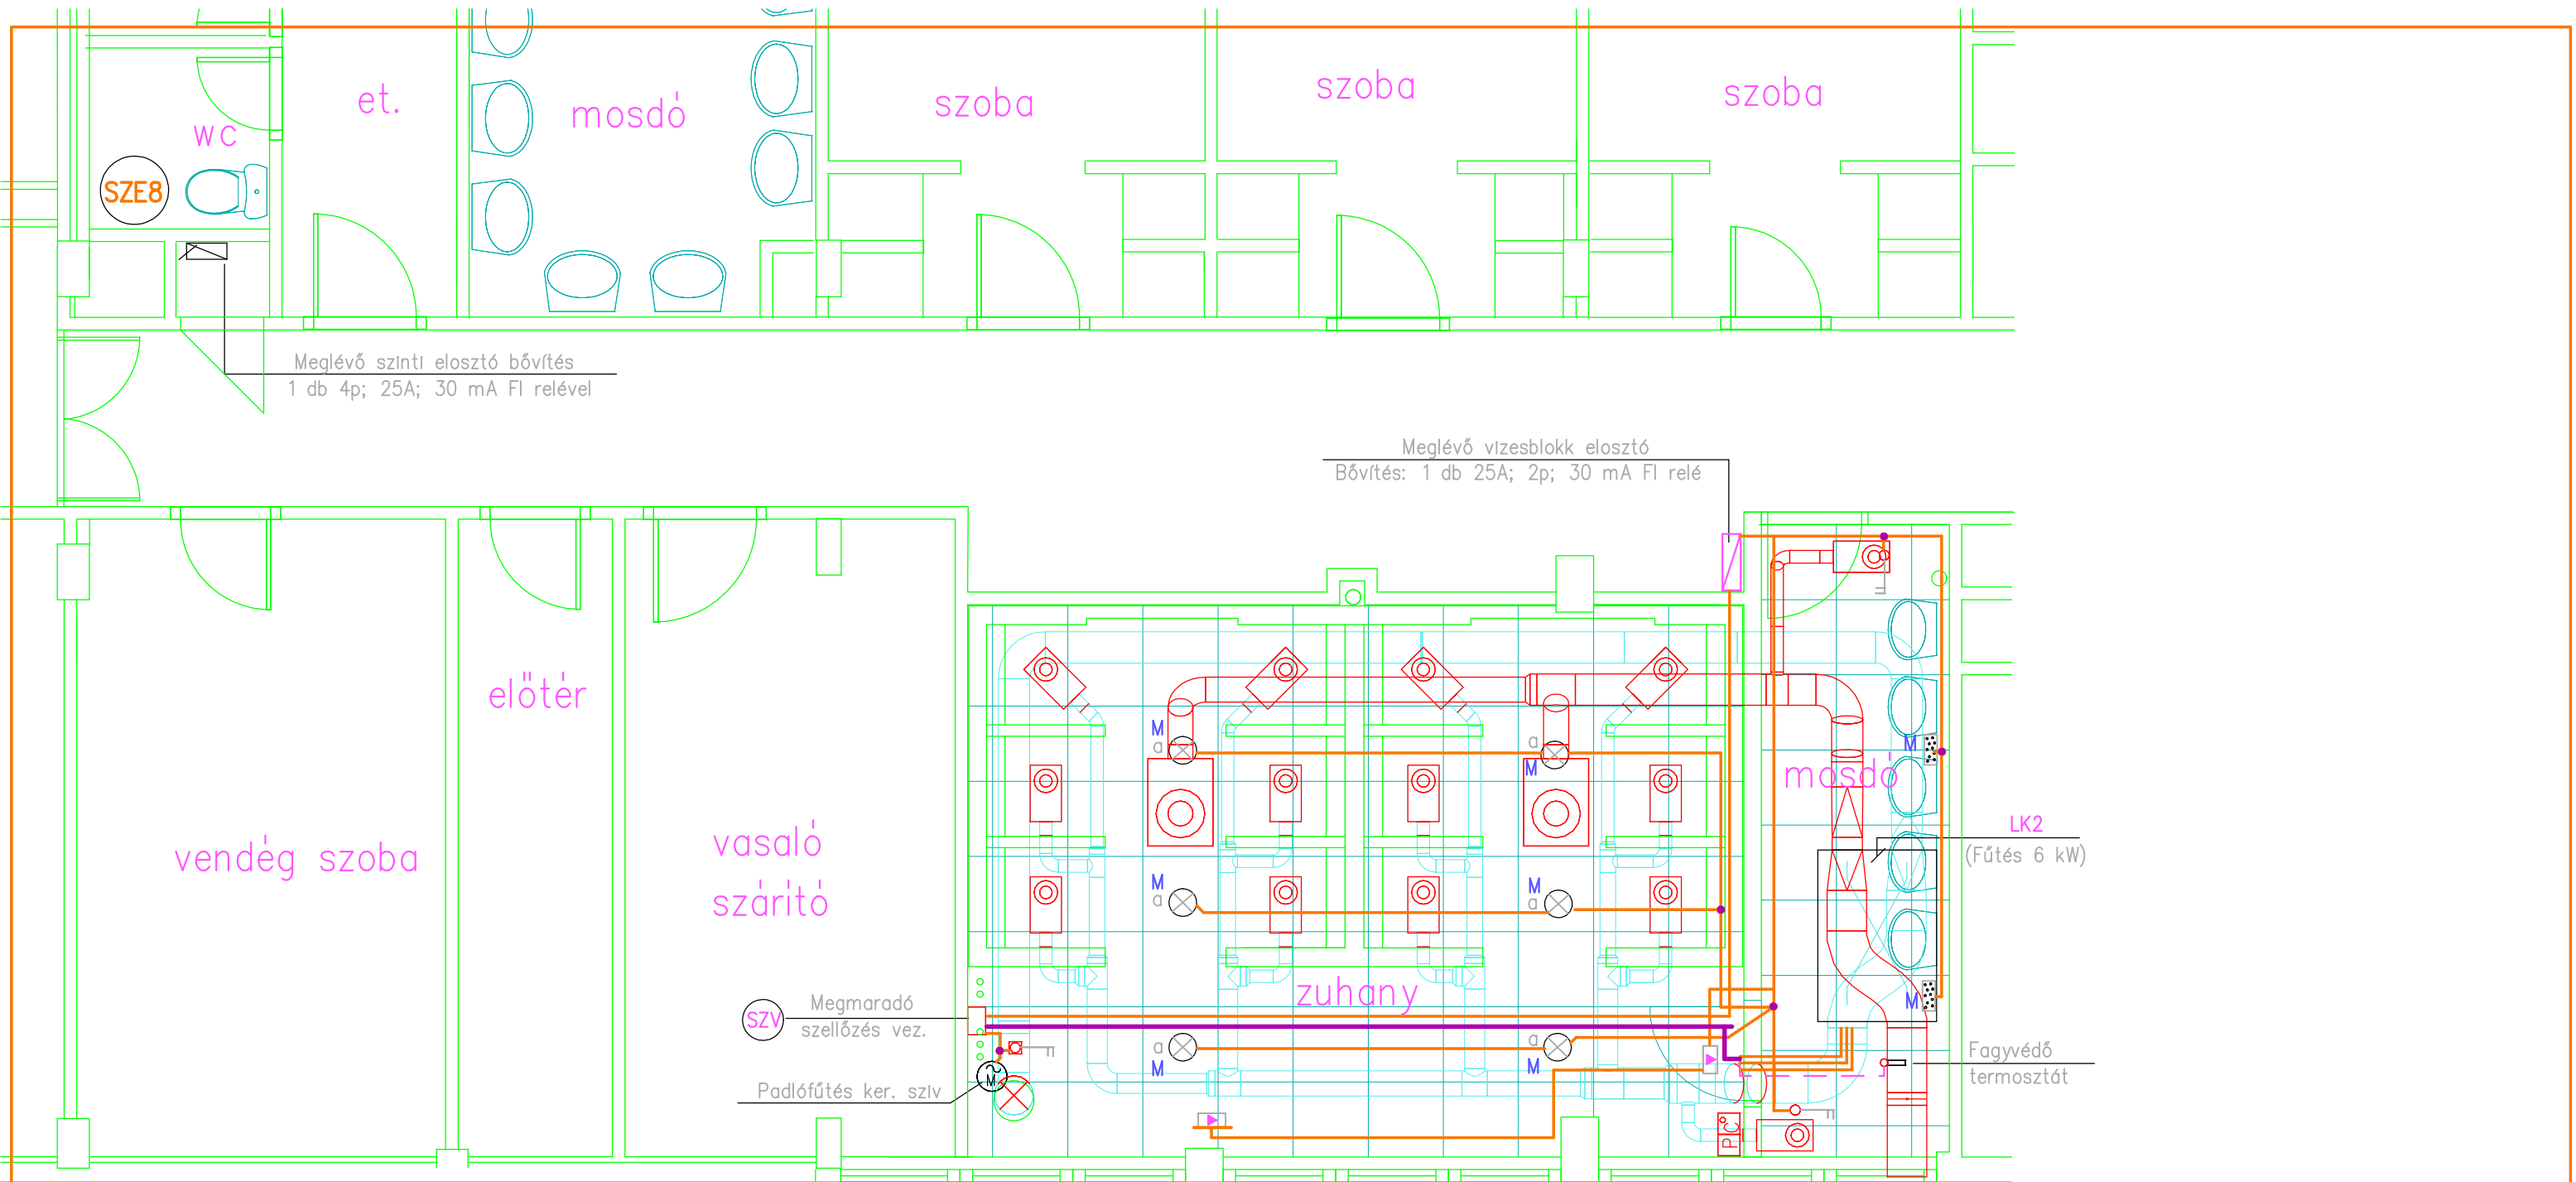 et.
mosdó
szoba
szoba
szoba
wc
SZE8
Meglévő szinti elosztó bővítés
1 db 4p; 25A; 30 mA FI relével
Meglévő vizesblokk elosztó
Bővítés: 1 db 25A; 2p; 30 mA FI relé
előtér
vendég szoba
vasaló
szárító
M
a
a
M
M
mosdó
LK2
(Fűtés 6 kW)
M
a
M
a
zuhany
M
SZV
Megmaradó
szellőzés vez.
a
M
a
M
M
Padlófűtés ker. sziv
Fagyvédő
termosztát
P C°